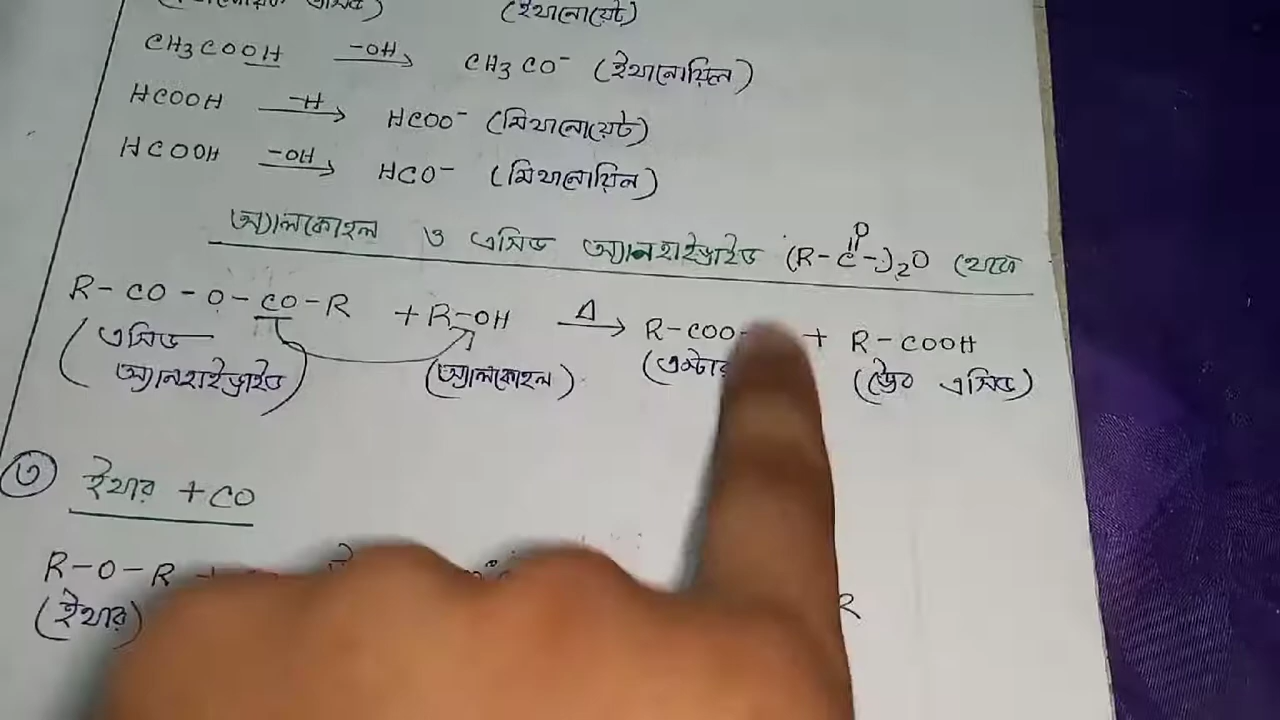 (ইথানোয়েট)
CH3COOH -OH→ CH3CO⁻ (ইথানোয়িল)
HCOOH -H→ HCOO⁻ (মিথানোয়েট)
HCOOH -OH→ HCO⁻ (মিথানোয়িল)
অ্যালকোহল ও এসিড অ্যানহাইড্রাইড (R-C-)₂O থেকে
R-CO-O-CO-R + R-OH Δ→ R-COO- + R-COOH
(এসিড অ্যানহাইড্রাইড) (অ্যালকোহল) (এস্টার (জৈব এসিড)
৩ ইথার + CO
R-O-R + R
(ইথার)